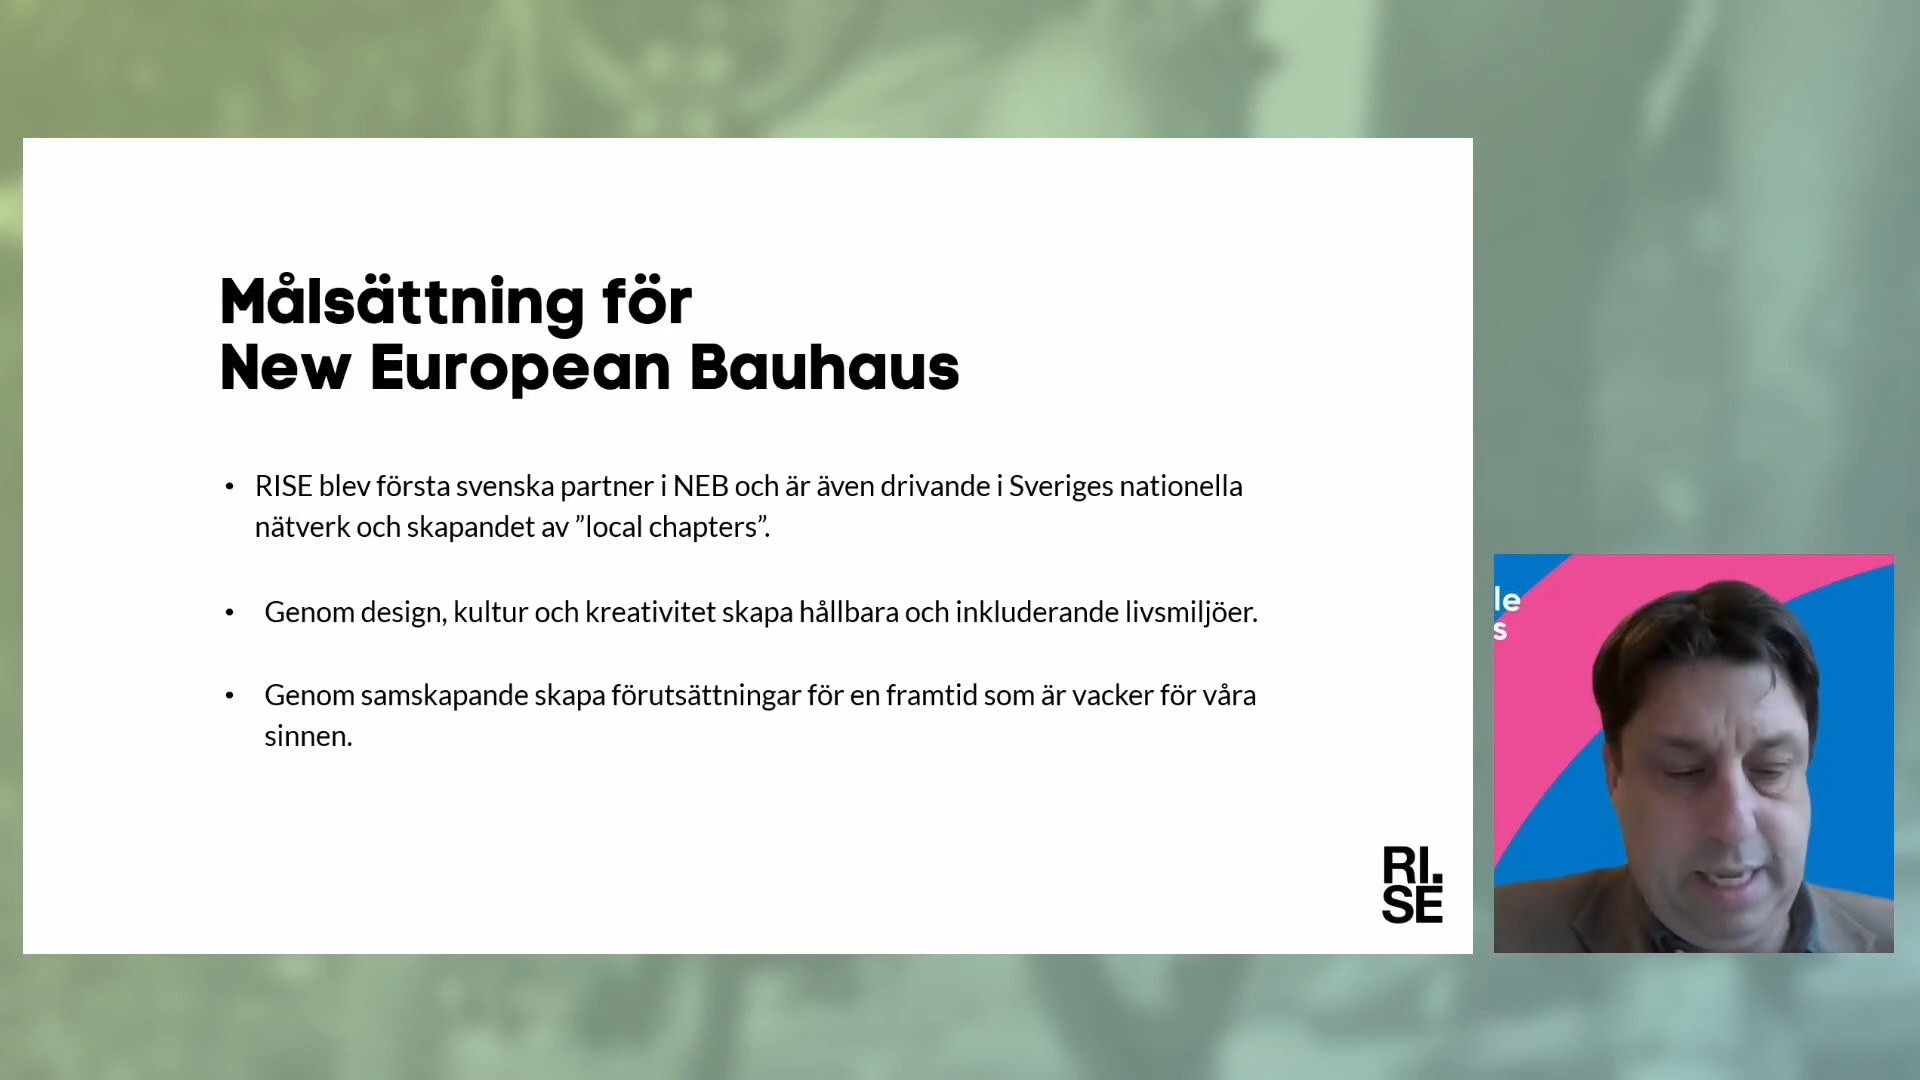 Målsättning för
New European Bauhaus
• RISE blev första svenska partner i NEB och är även drivande i Sveriges nationella
nätverk och skapandet av ”local chapters”.
• Genom design, kultur och kreativitet skapa hållbara och inkluderande livsmiljöer.
• Genom samskapande skapa förutsättningar för en framtid som är vacker för våra
sinnen.
RI.
SE
le
s